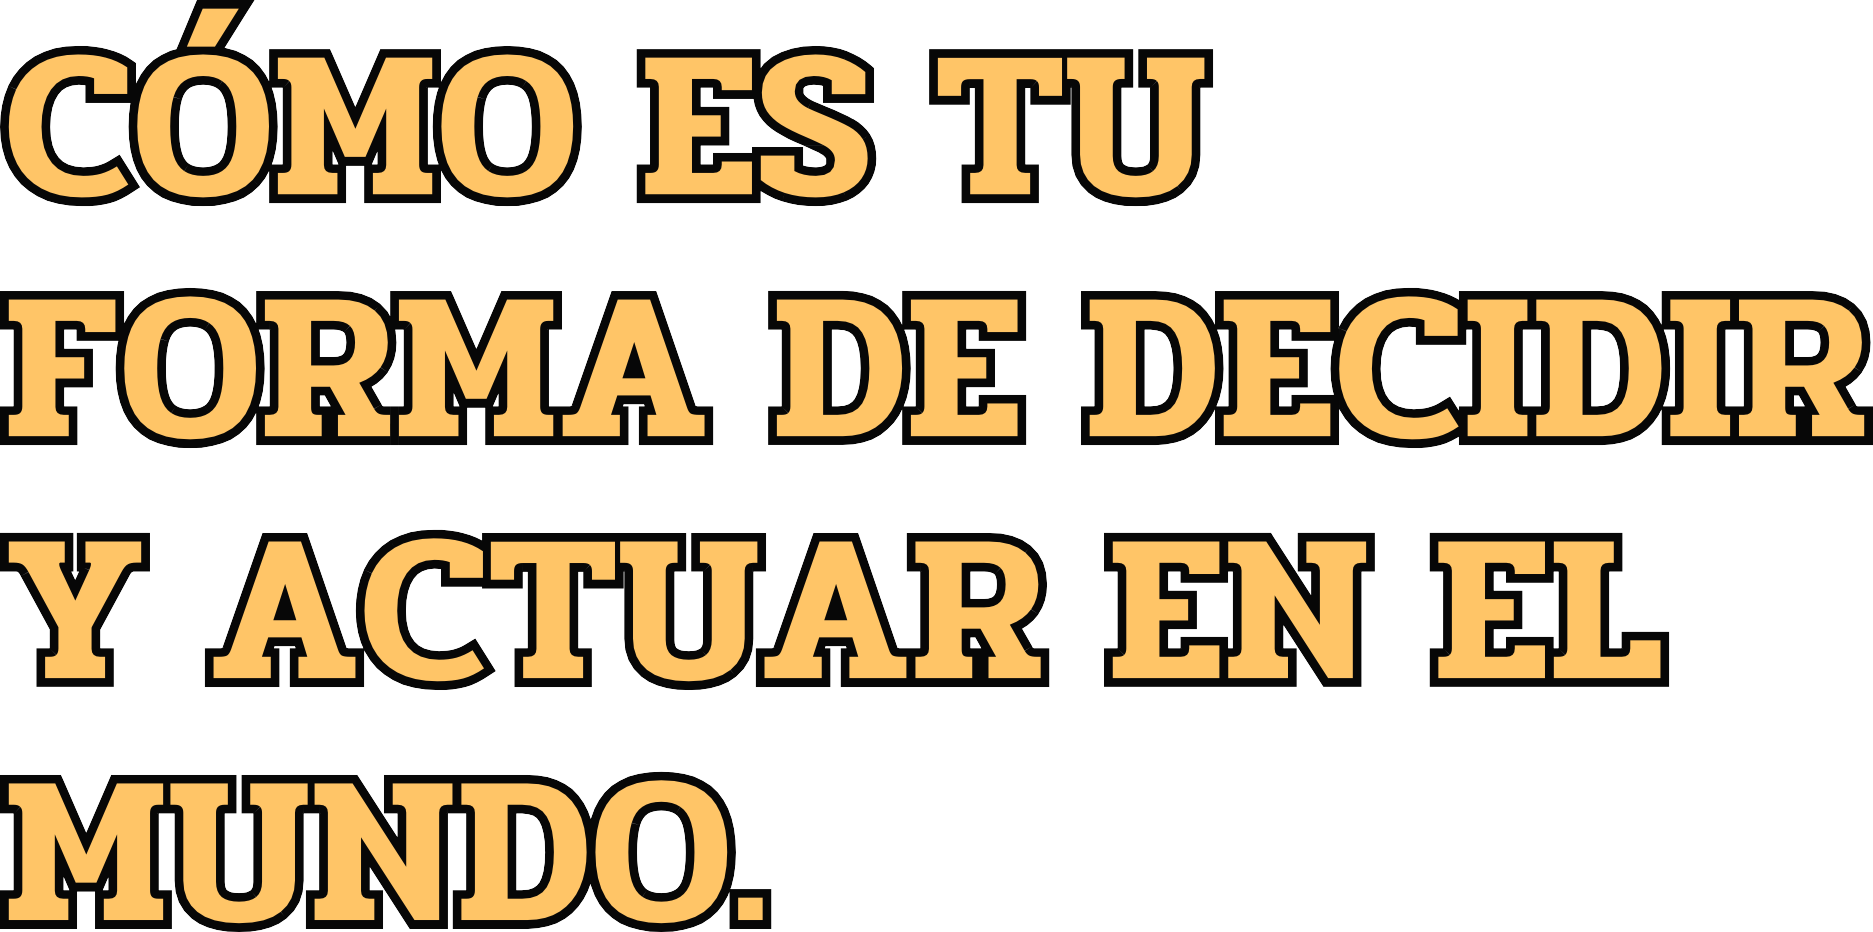 CÓMO ES TU
FORMA DE DECIDIR
Y ACTUAR EN EL
MUNDO.